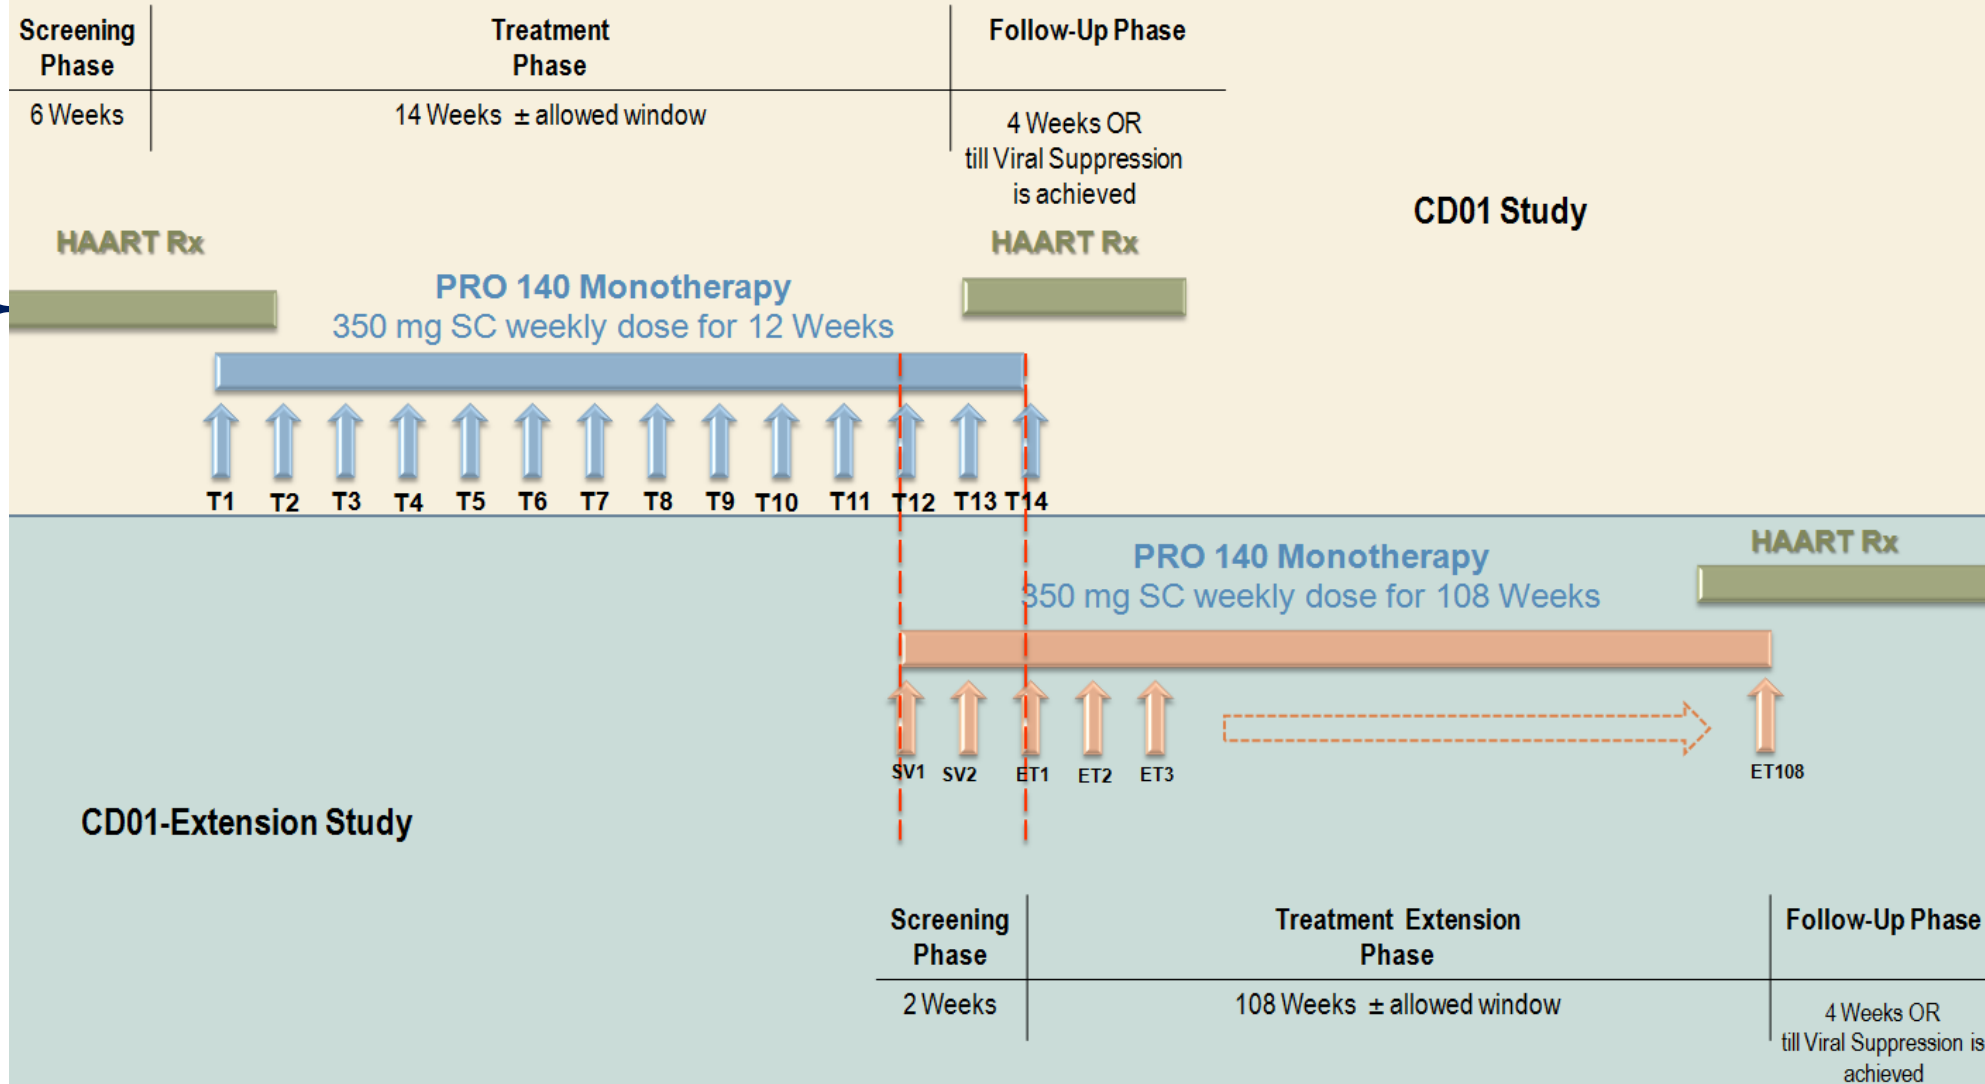 Screening
Phase
Treatment
Phase
Follow-Up Phase
6 Weeks
14 Weeks ± allowed window
4 Weeks OR
till Viral Suppression
is achieved
CD01 Study
HAART Rx
HAART Rx
PRO 140 Monotherapy
350 mg SC weekly dose for 12 Weeks
T1 T2 T3 T4 T5 T6 T7 T8 T9 T10 T11 T12 T13 T14
PRO 140 Monotherapy
350 mg SC weekly dose for 108 Weeks
HAART Rx
SV1 SV2 ET1 ET2 ET3 ET108
CD01-Extension Study
Screening
Phase
Treatment Extension
Phase
Follow-Up Phase
2 Weeks
108 Weeks ± allowed window
4 Weeks OR
till Viral Suppression is
achieved